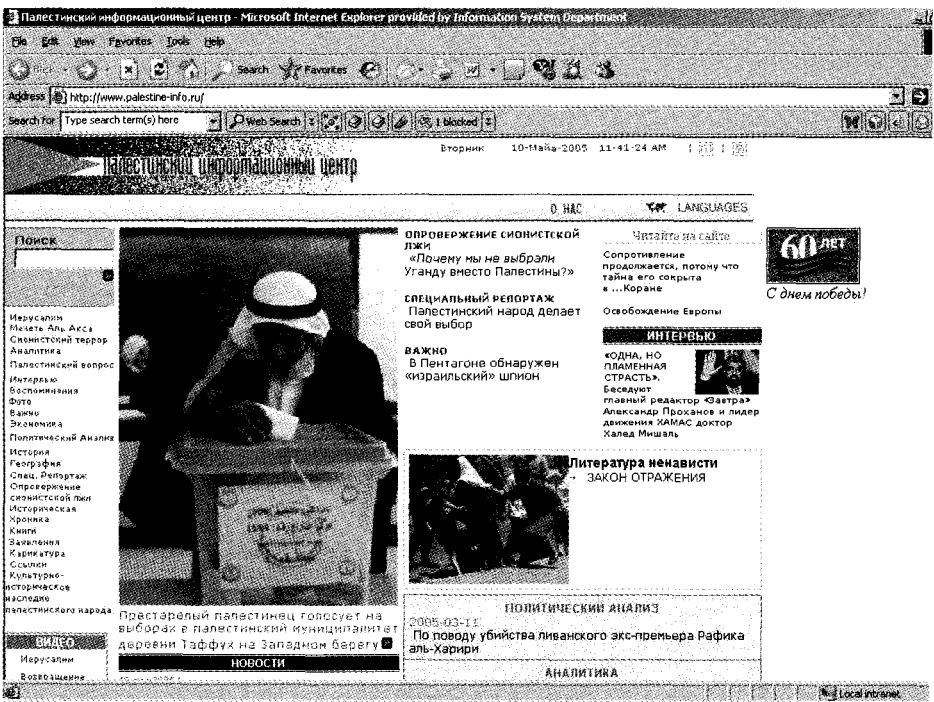 Палестинский информационный центр - Microsoft Internet Explorer provided by Information System Department
File Edit View Favorites Tools Help
Back Search Favorites
Address http://www.palestine-info.ru/
Search for Type search term(s) here Web Search 1 blocked
Вторник 10-Майа-2005 11-41-24 AM
палестинский информационный центр
О НАС LANGUAGES
Поиск
Иерусалим
Мечеть Аль Акса
Сионистский террор
Аналитика
Палестинский вопрос
Интервью
Воспоминания
Фото
Важно
Экономика
Политический Анализ
История
География
Спец. Репортаж
Опровержение
сионистской лжи
Историческая
Хроника
Книги
Заявления
Карикатура
Ссылки
Культурно-
историческое
наследие
палестинского народа
ВИДЕО
Иерусалим
Возвращение
Престарелый палестинец голосует на
выборах в палестинский муниципалитет
деревни Таффух на Западном берегу
НОВОСТИ
ОПРОВЕРЖЕНИЕ СИОНИСТСКОЙ
ЛЖИ
«Почему мы не выбрали
Уганду вместо Палестины?»
СПЕЦИАЛЬНЫЙ РЕПОРТАЖ
Палестинский народ делает
свой выбор
ВАЖНО
В Пентагоне обнаружен
«израильский» шпион
Читайте на сайте
Сопротивление
продолжается, потому что
тайна его сокрыта
в ...Коране
Освобождение Европы
ИНТЕРВЬЮ
«ОДНА, НО
ПЛАМЕННАЯ
СТРАСТЬ».
Беседуют
главный редактор «Завтра»
Александр Проханов и лидер
движения ХАМАС доктор
Халед Мишаль
60 ЛЕТ
С днем победы!
Литература ненависти
ЗАКОН ОТРАЖЕНИЯ
ПОЛИТИЧЕСКИЙ АНАЛИЗ
2005-03-11
По поводу убийства ливанского экс-премьера Рафика
аль-Харири
АНАЛИТИКА
Local intranet